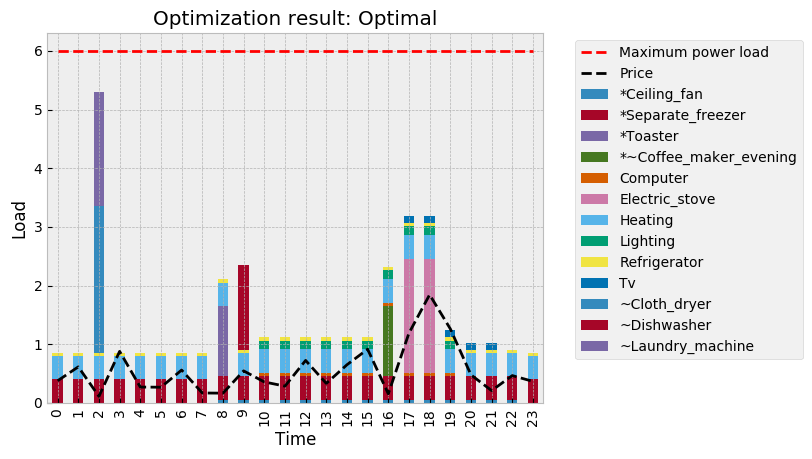 Optimization result: Optimal
6
5
4
3
2
1
0
Load
0 1 2 3 4 5 6 7 8 9 10 11 12 13 14 15 16 17 18 19 20 21 22 23
Time
Maximum power load
Price
*Ceiling_fan
*Separate_freezer
*Toaster
*~Coffee_maker_evening
Computer
Electric_stove
Heating
Lighting
Refrigerator
Tv
~Cloth_dryer
~Dishwasher
~Laundry_machine